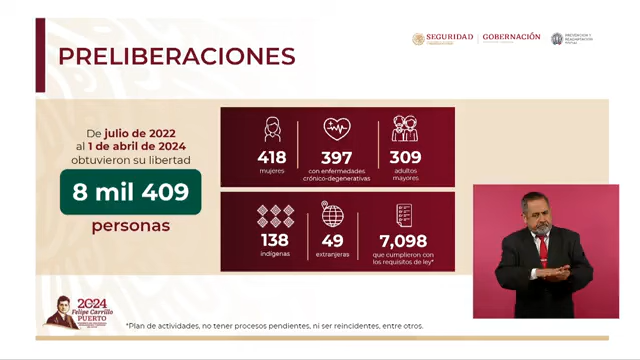 PRELIBERACIONES
SEGURIDAD
GOBERNACIÓN
PREVENCIÓN Y
READAPTACIÓN
SOCIAL
De julio de 2022
al 1 de abril de 2024
obtuvieron su libertad
8 mil 409
personas
418
mujeres
397
con enfermedades
crónico-degenerativas
309
adultos
mayores
138
indígenas
49
extranjeras
7,098
que cumplieron con
los requisitos de ley*
2024
Felipe Carrillo
PUERTO
*Plan de actividades, no tener procesos pendientes, ni ser reincidentes, entre otros.